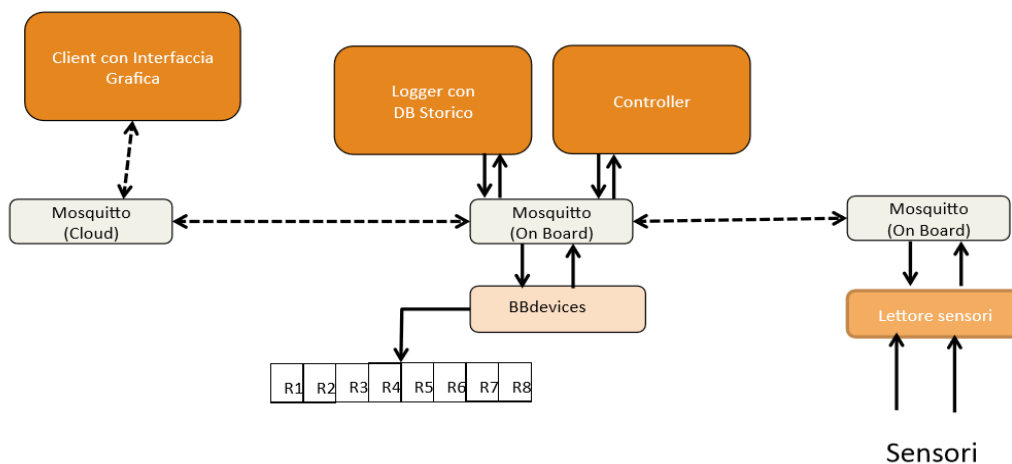 Client con Interfaccia
Grafica
Logger con
DB Storico
Controller
Mosquitto
(Cloud)
Mosquitto
(On Board)
Mosquitto
(On Board)
BBdevices
Lettore sensori
R1 R2 R3 R4 R5 R6 R7 R8
Sensori